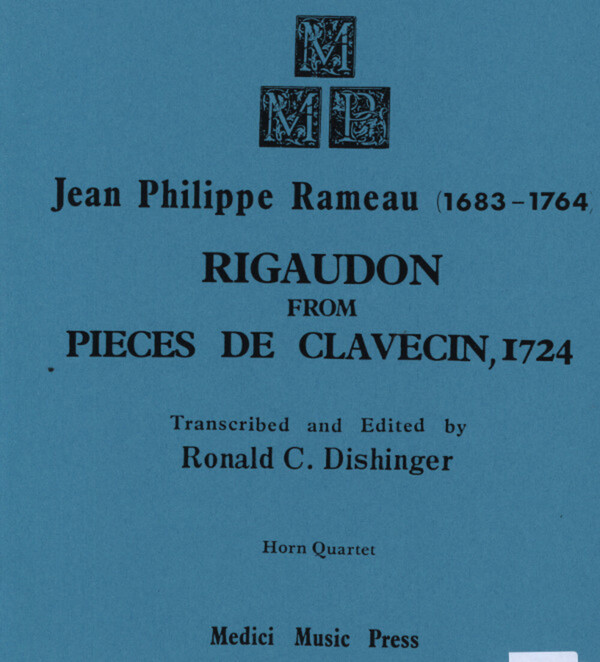 M
M P
Jean Philippe Rameau (1683-1764)
RIGAUDON
FROM
PIECES DE CLAVECIN, 1724
Transcribed and Edited by
Ronald C. Dishinger
Horn Quartet
Medici Music Press